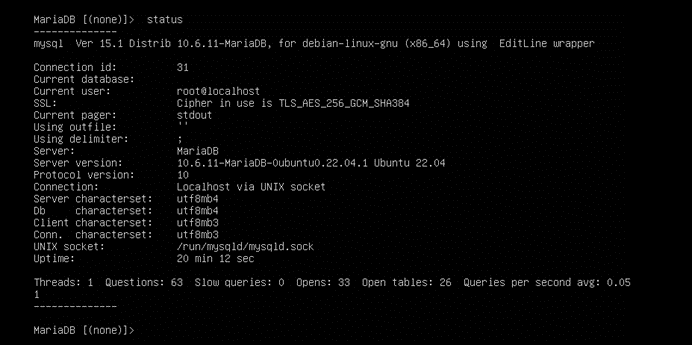 MariaDB [(none)]>  status
--------------
mysql  Ver 15.1 Distrib 10.6.11-MariaDB, for debian-linux-gnu (x86_64) using  EditLine wrapper
Connection id:          31
Current database:
Current user:           root@localhost
SSL:                    Cipher in use is TLS_AES_256_GCM_SHA384
Current pager:          stdout
Using outfile:          ''
Using delimiter:        ;
Server:                 MariaDB
Server version:         10.6.11-MariaDB-0ubuntu0.22.04.1 Ubuntu 22.04
Protocol version:       10
Connection:             Localhost via UNIX socket
Server characterset:    utf8mb4
Db     characterset:    utf8mb4
Client characterset:    utf8mb3
Conn.  characterset:    utf8mb3
UNIX socket:            /run/mysqld/mysqld.sock
Uptime:                 20 min 12 sec
Threads: 1  Questions: 63  Slow queries: 0  Opens: 33  Open tables: 26  Queries per second avg: 0.05
1
--------------
MariaDB [(none)]>